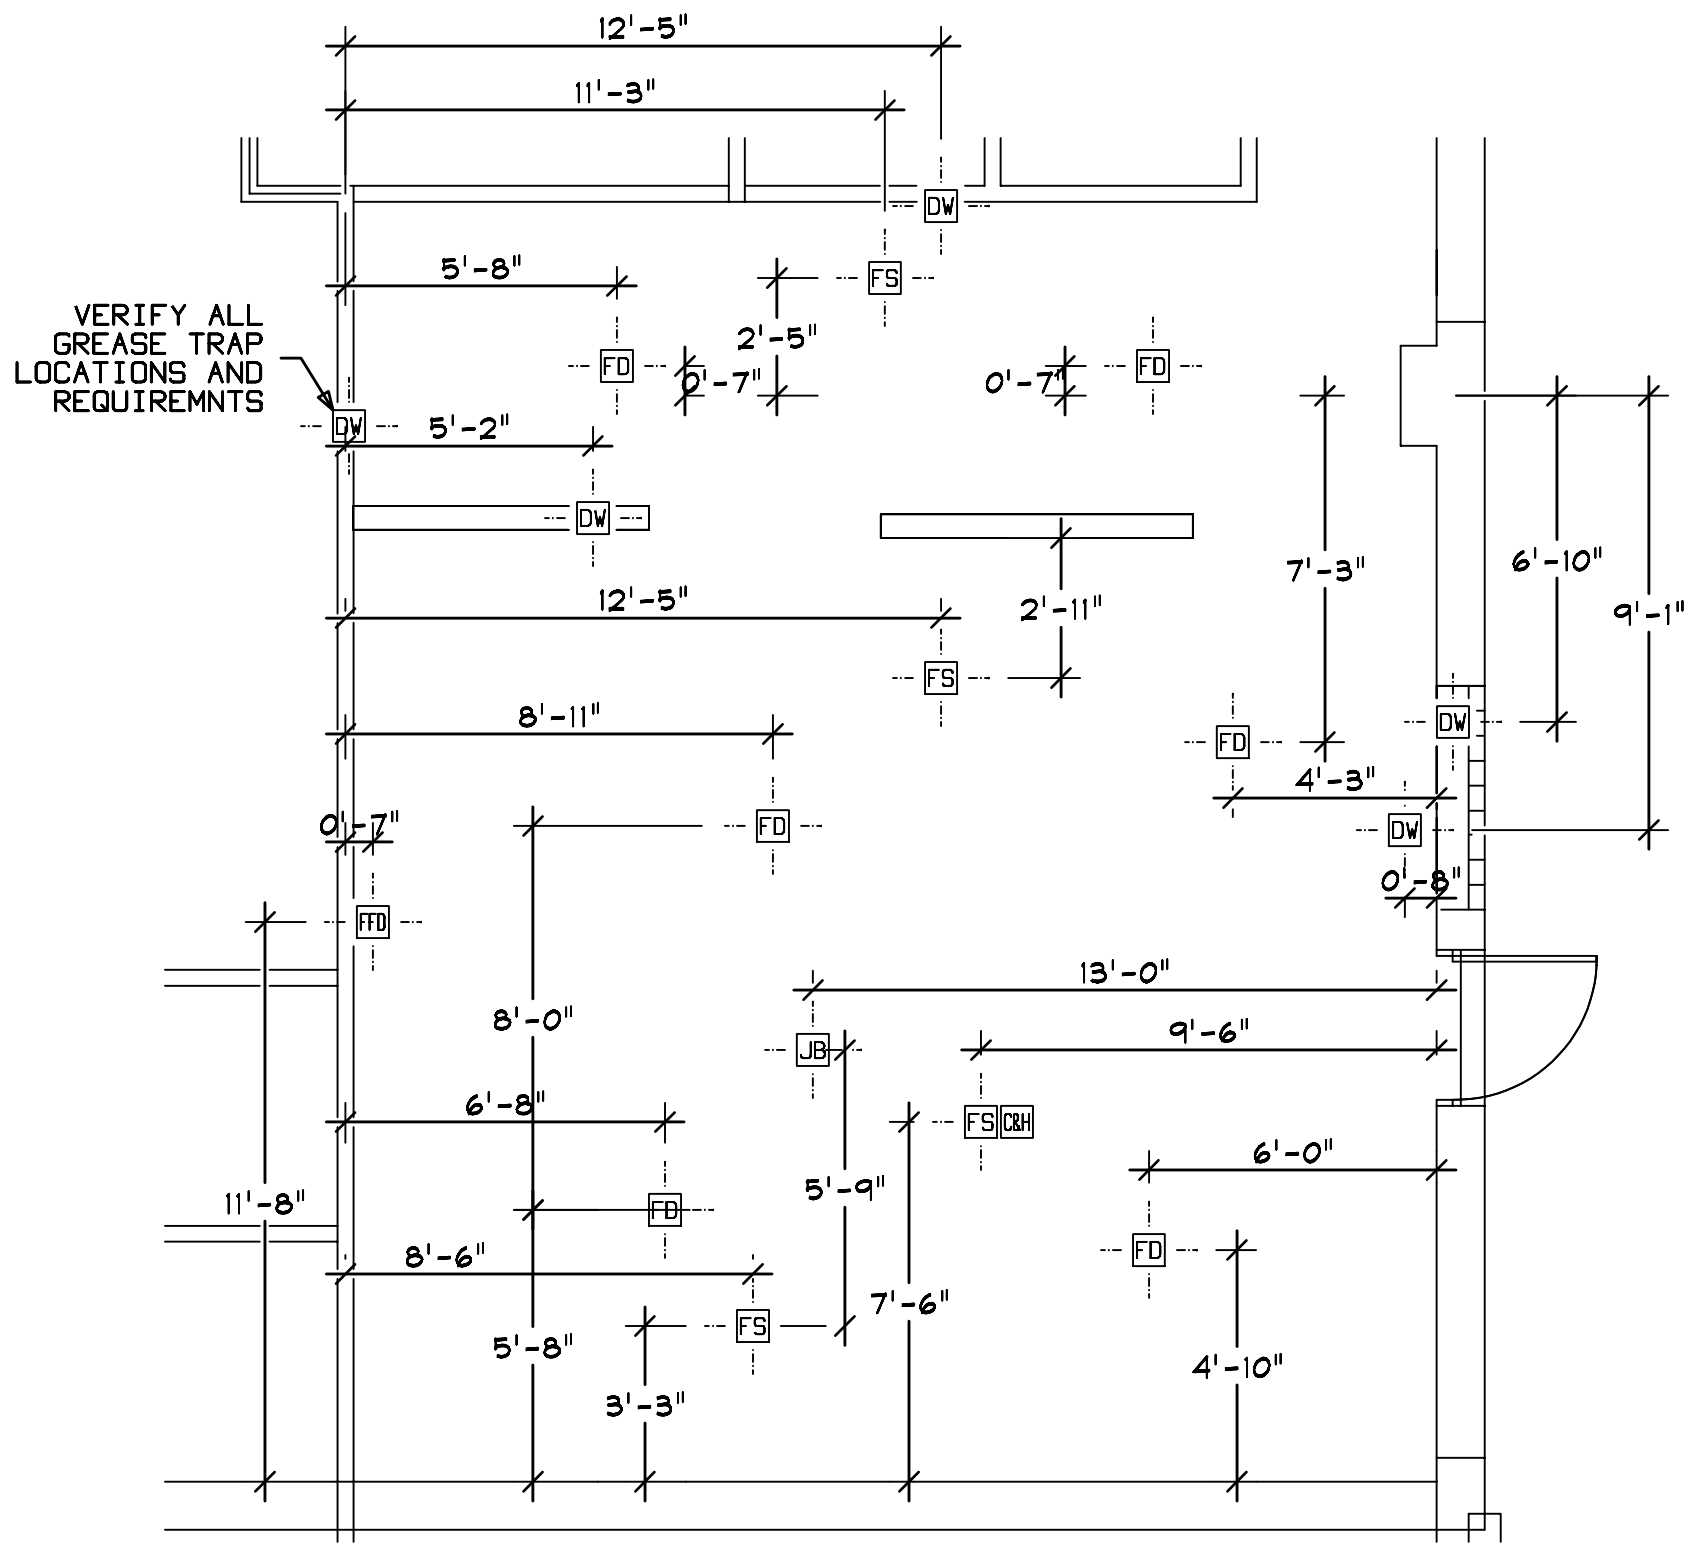 12'-5"
11'-3"
DW
5'-8"
FS
VERIFY ALL
GREASE TRAP
LOCATIONS AND
REQUIREMNTS
2'-5"
FD
0'-7"
0'-7"
FD
DW
5'-2"
DW
7'-3"
6'-10"
12'-5"
2'-11"
9'-1"
FS
8'-11"
DW
FD
4'-3"
0'-7"
FD
DW
0'-8"
FFD
13'-0"
8'-0"
9'-6"
JB
6'-8"
FS C&H
6'-0"
5'-9"
11'-8"
FD
8'-6"
FD
7'-6"
FS
5'-8"
4'-10"
3'-3"